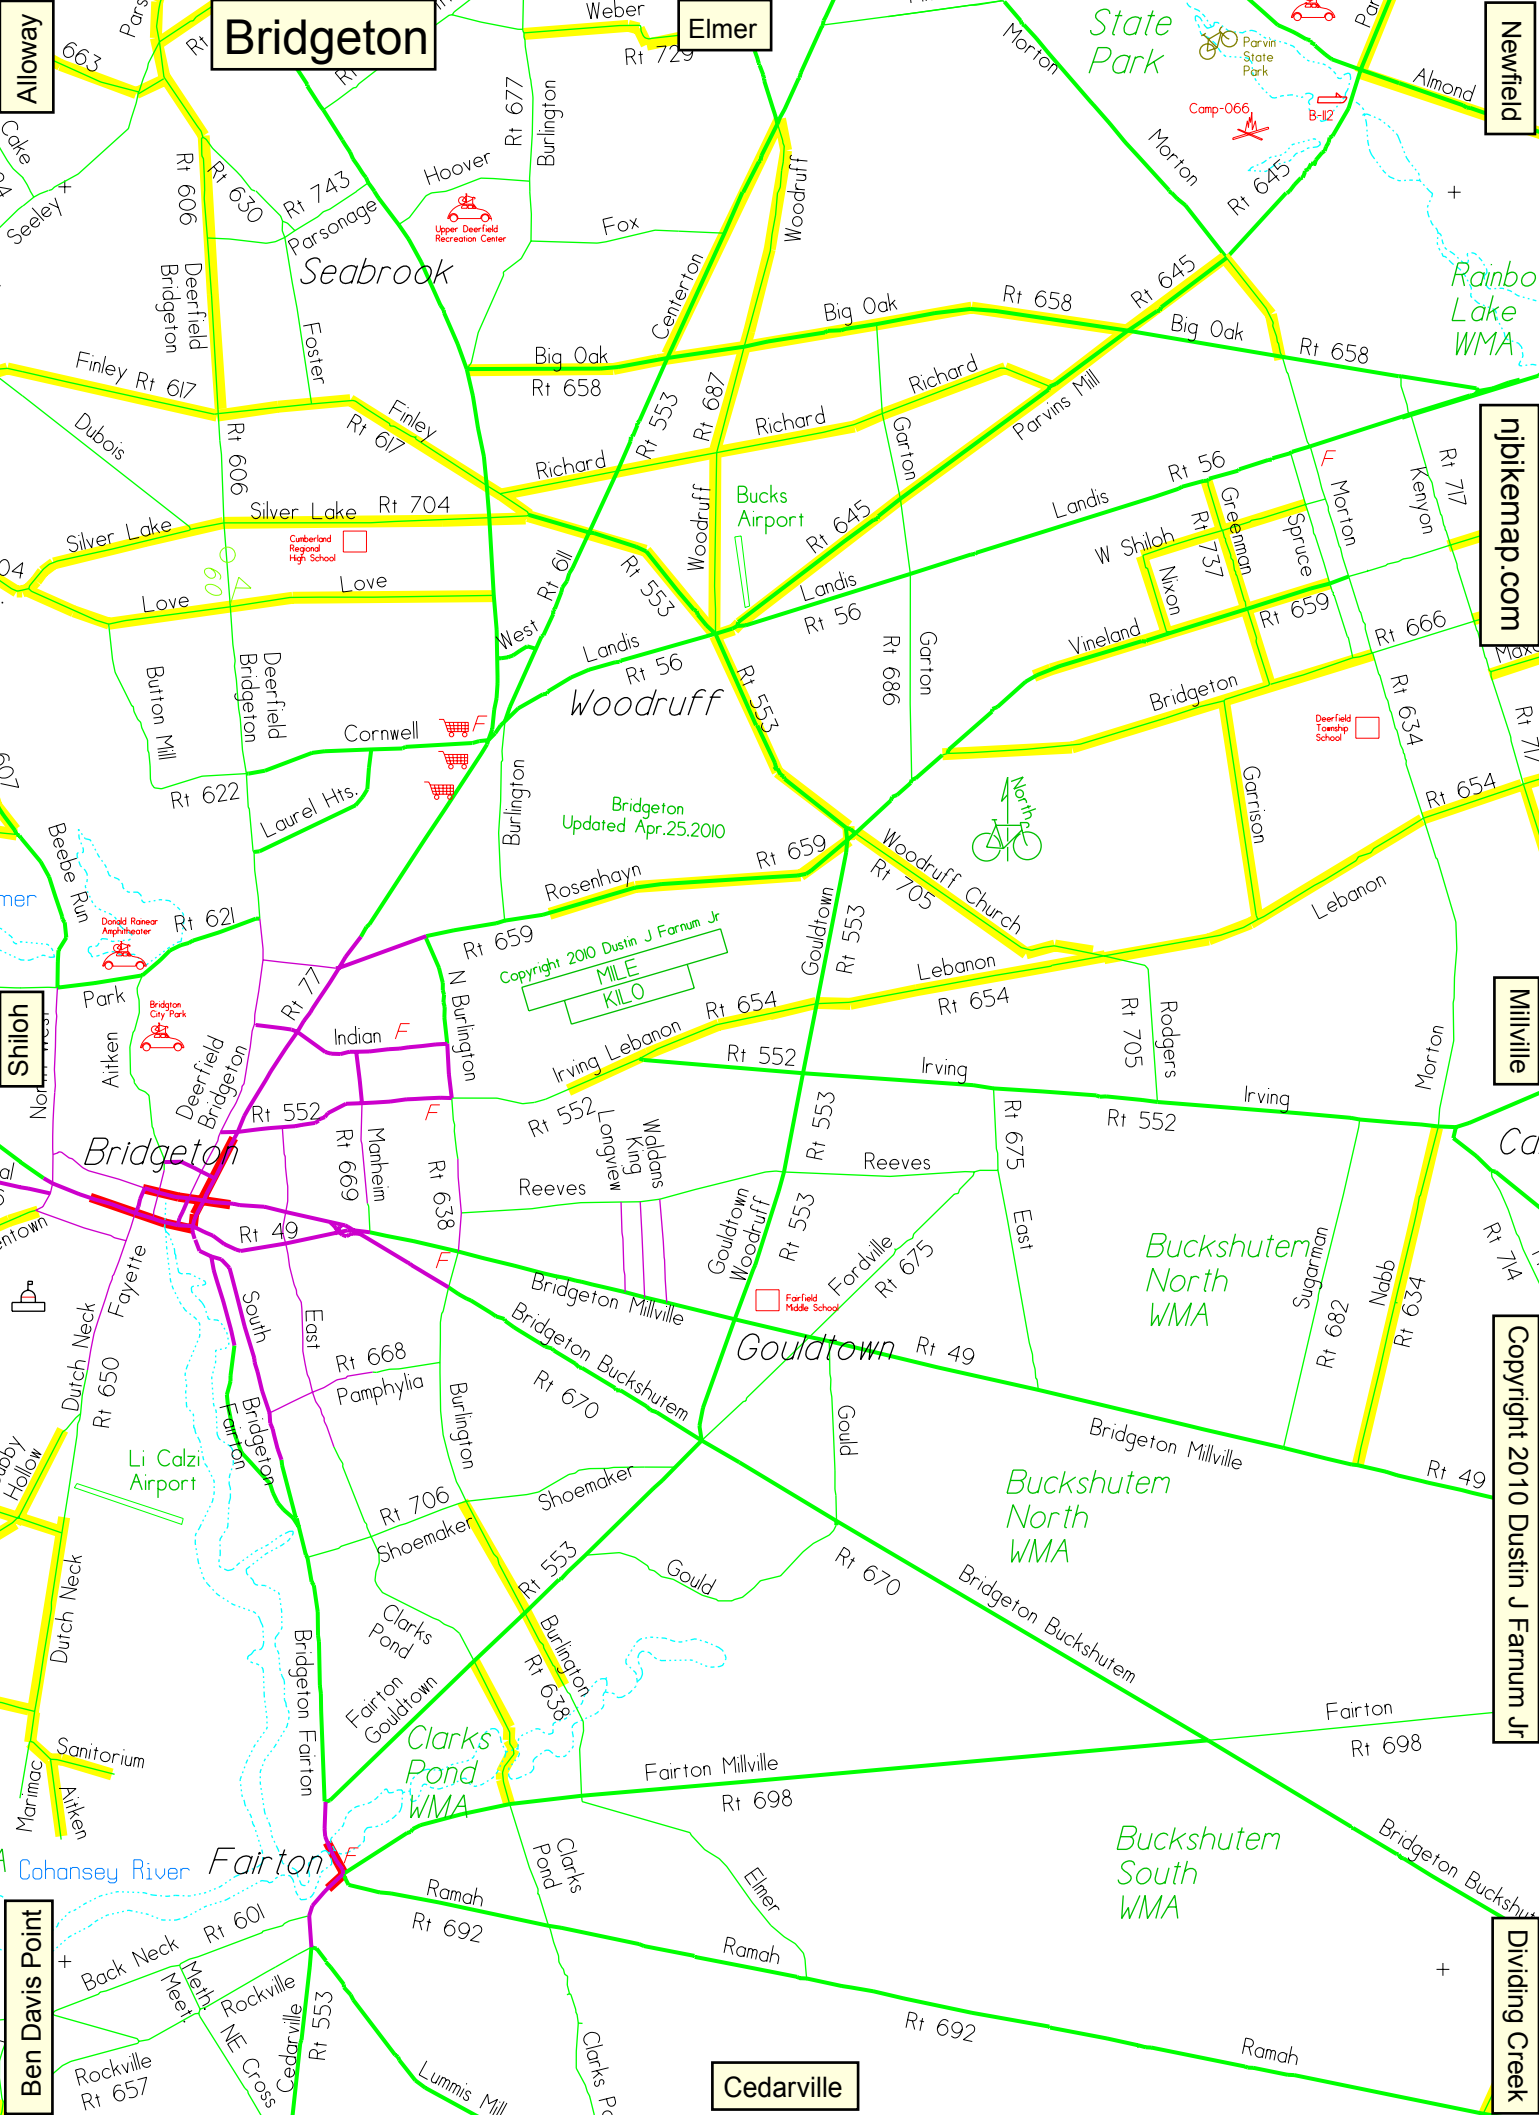 Bridgeton
Elmer
Alloway
Newfield
njbikemap.com
Shiloh
Millville
Copyright 2010 Dustin J Farnum Jr
Ben Davis Point
Dividing Creek
Cedarville
663
Weber
Rt 729
State
Park
Parvin
State
Park
Camp-066
B-112
Almond
Morton
Morton
Rt 645
Cake
Seeley
Rt 606
Rt 630
Rt 743
Parsonage
Hoover
Rt 677
Burlington
Upper Deerfield
Recreation Center
Fox
Woodruff
Centerton
Seabrook
Deerfield
Bridgeton
Foster
Big Oak
Rt 658
Big Oak
Rt 658
Rt 645
Big Oak
Rt 658
Lake
WMA
Finley Rt 617
Finley
Rt 617
Dubois
Rt 606
Rt 553
Rt 687
Richard
Richard
Richard
Parvins Mill
Garton
Rt 56
Landis
Kenyon
Rt 717
F
Silver Lake
Silver Lake
Rt 704
Cumberland
Regional
High School
Woodruff
Bucks
Airport
Rt 645
W Shiloh
Nixon
Rt 737
Greenman
Spruce
Morton
Love
Love
Rt 611
Rt 553
Landis
Rt 56
Rt 659
Rt 666
Vineland
West
Landis
Rt 56
Woodruff
Rt 553
Rt 686
Garton
Bridgeton
Deerfield
Township
School
Rt 634
Button Mill
Deerfield
Bridgeton
Cornwell
F
Rt 622
Laurel Hts.
Burlington
Bridgeton
Updated Apr.25.2010
North
Garrison
Rt 654
Lebanon
Beebe Run
Rt 621
Donald Rainear
Amphitheater
Rosenhayn
Rt 659
Rt 659
Woodruff Church
Rt 705
Gouldtown
Rt 553
Copyright 2010 Dustin J Farnum Jr
MILE
KILO
Lebanon
Rt 654
Rt 654
Irving Lebanon
Park
Bridgton
City Park
Aitken
Rt 77
Indian
F
N Burlington
Deerfield
Bridgeton
Rt 552
Irving
Rt 705
Rodgers
Morton
Irving
Rt 552
Rt 552
F
Rt 552
Longview
King
Waldans
Rt 553
Rt 675
Bridgeton
Rt 669
Manheim
Rt 638
Reeves
Reeves
Rt 49
Fayette
F
Gouldtown
Woodruff
Rt 553
Fordville
Rt 675
East
Buckshutem
North
WMA
Sugarman
Rt 682
Nabb
Rt 634
Rt 714
Bridgeton Millville
Fairfield
Middle School
Gouldtown
Rt 49
Dutch Neck
Rt 650
South
East
Rt 668
Pamphylia
Bridgeton Buckshutem
Rt 670
Burlington
Bridgeton
Fairton
Gould
Bridgeton Millville
Rt 49
Hollow
Li Calzi
Airport
Buckshutem
North
WMA
Rt 706
Shoemaker
Shoemaker
Rt 553
Gould
Rt 670
Bridgeton Buckshutem
Dutch Neck
Clarks
Pond
Burlington
Rt 638
Bridgeton Fairton
Fairton
Gouldtown
Clarks
Pond
WMA
Fairton Millville
Rt 698
Fairton
Rt 698
Sanitorium
Marimac
Aitken
Cohansey River
Fairton
F
Clarks
Pond
Elmer
Buckshutem
South
WMA
Ramah
Rt 692
Ramah
Rt 692
Ramah
Back Neck
Rt 601
Meth.
Meet.
Rockville
NE Cross
Cedarville
Rt 553
Rockville
Rt 657
Lummis Mill